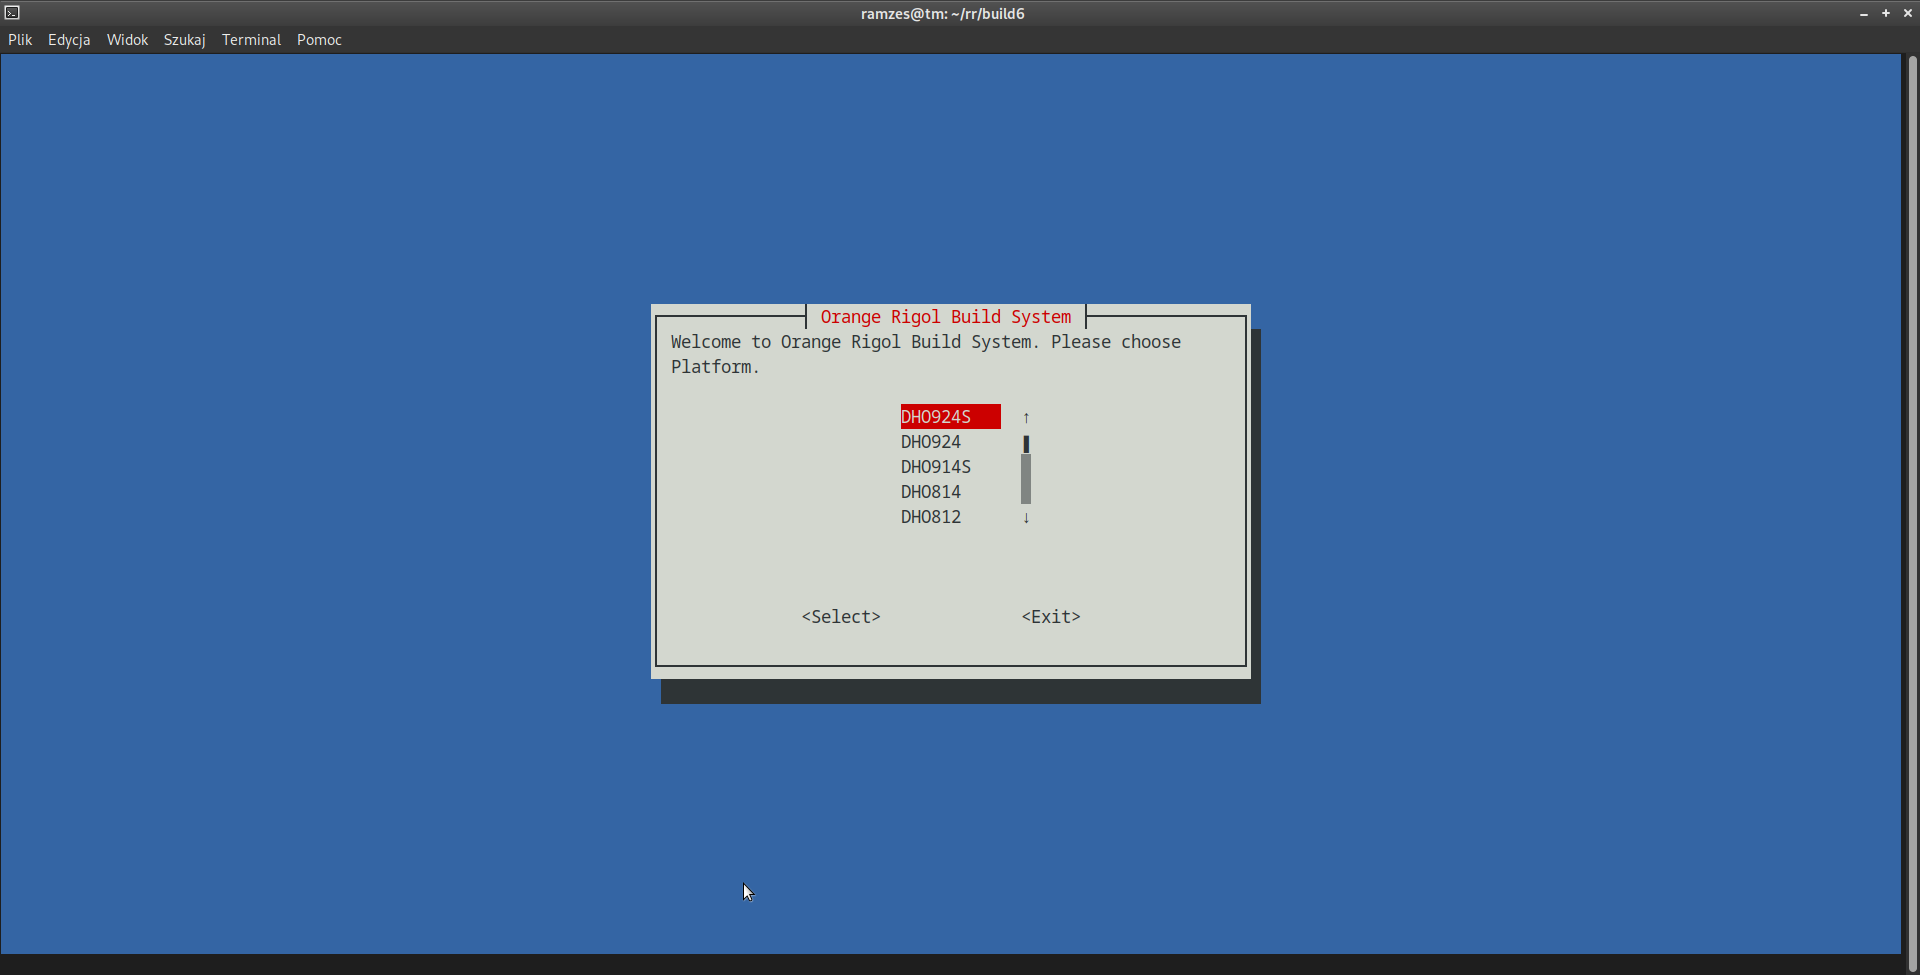 ramzes@tm: ~/rr/build6
Plik Edycja Widok Szukaj Terminal Pomoc
Orange Rigol Build System
Welcome to Orange Rigol Build System. Please choose
Platform.
DHO924S ↑
DHO924
DHO914S
DHO814
DHO812 ↓
<Select> <Exit>